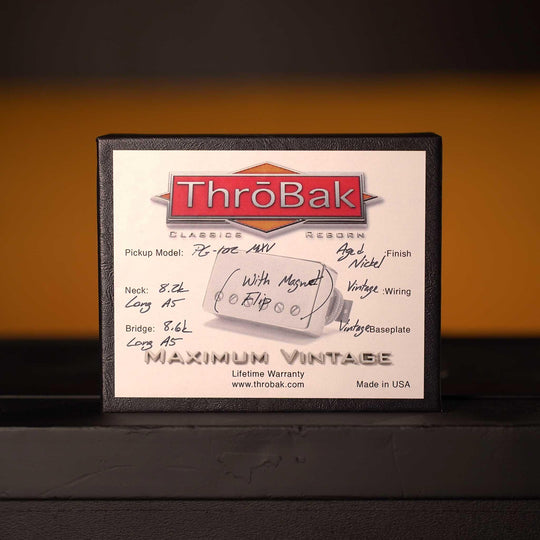 ThrōBak
CLASSICS REBORN
Pickup Model: PG-102 MXV
Aged Nickel :Finish
(With Magnet Flip)
Neck: 8.2k
Long A5
Vintage :Wiring
Bridge: 8.6k
Long A5
Vintage :Baseplate
MAXIMUM VINTAGE
Lifetime Warranty
www.throbak.com
Made in USA